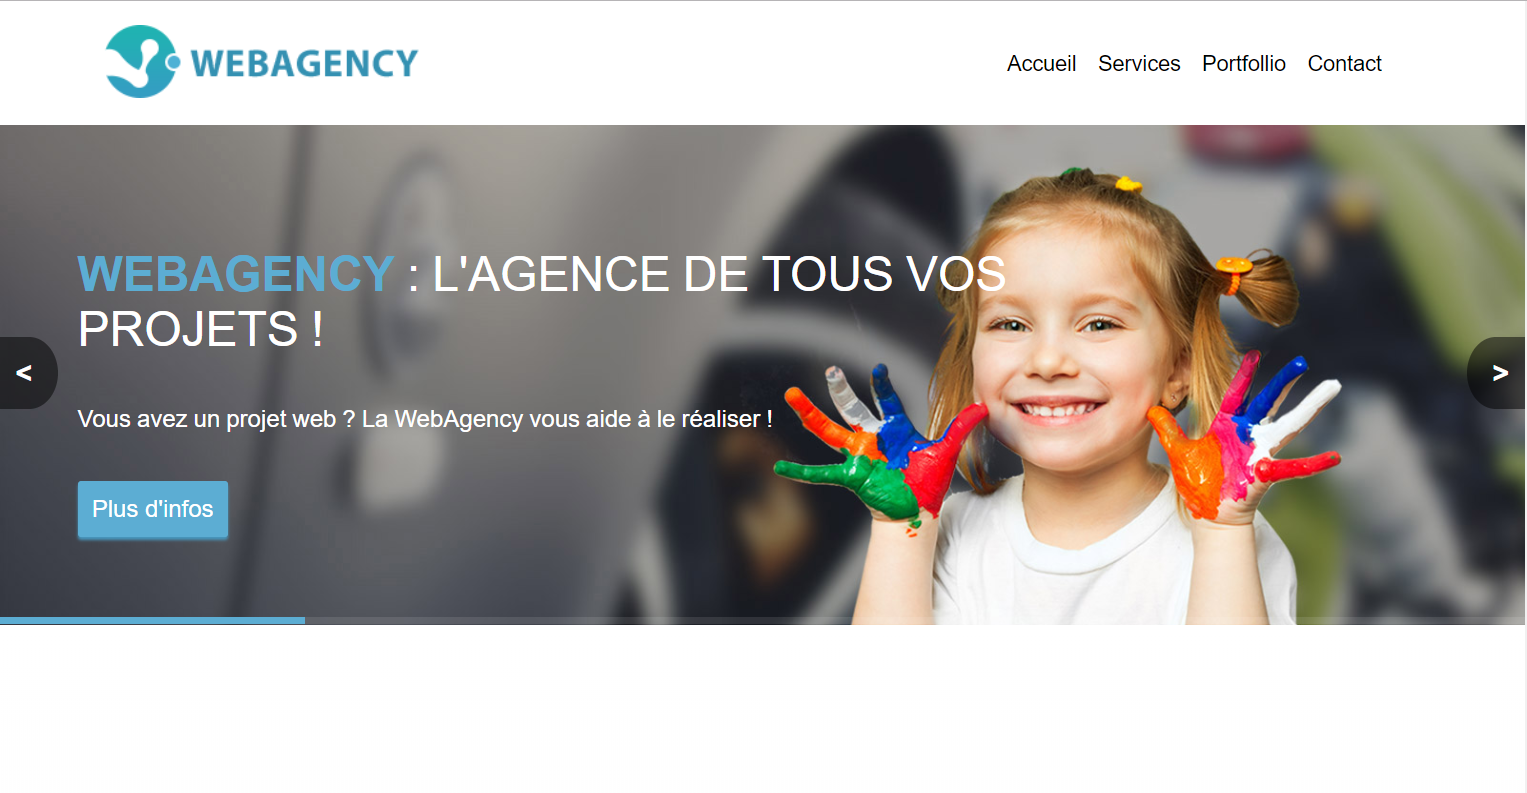 WEBAGENCY
Accueil Services Portfollio Contact
WEBAGENCY : L'AGENCE DE TOUS VOS
PROJETS !
<
>
Vous avez un projet web ? La WebAgency vous aide à le réaliser !
Plus d'infos